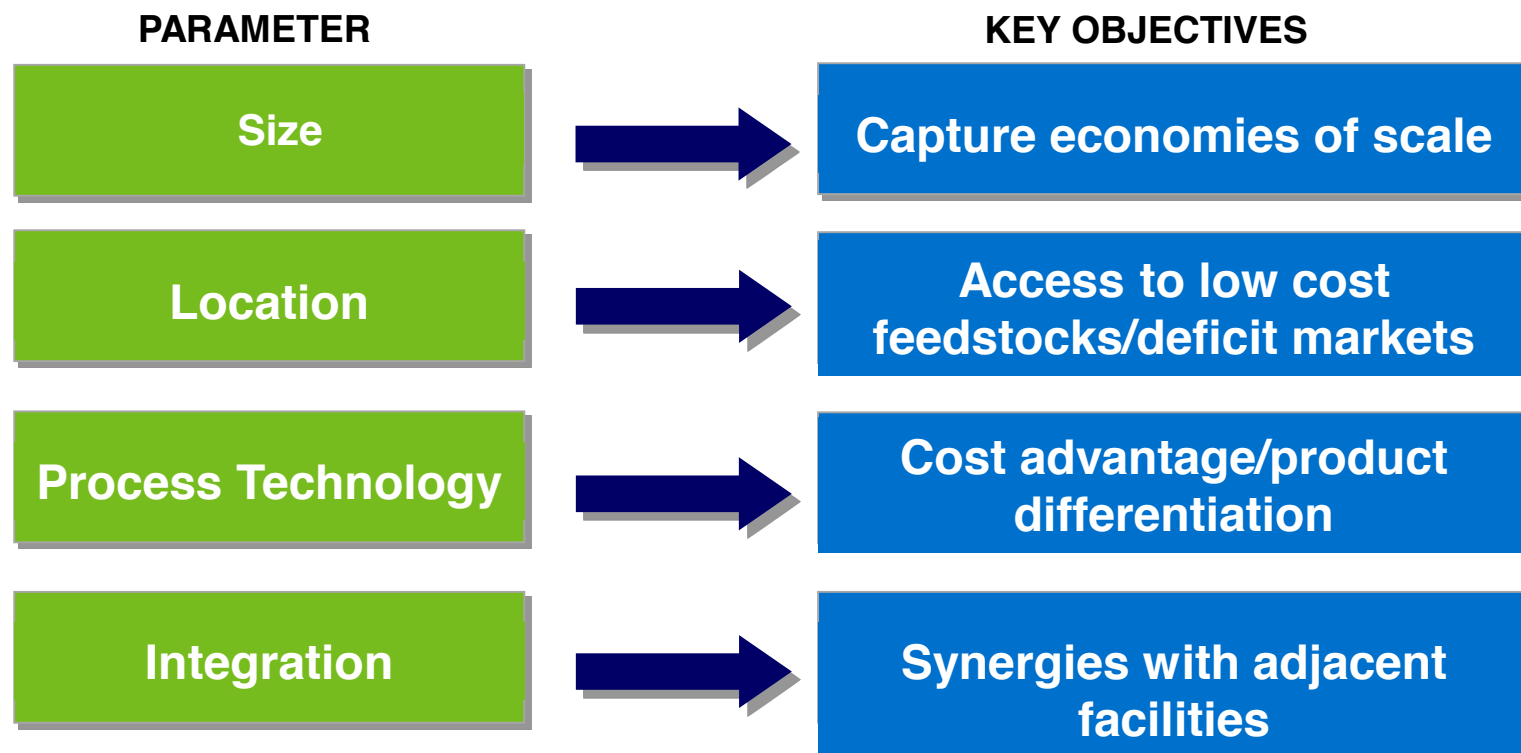 PARAMETER
KEY OBJECTIVES
Size
Capture economies of scale
Location
Access to low cost
feedstocks/deficit markets
Process Technology
Cost advantage/product
differentiation
Integration
Synergies with adjacent
facilities